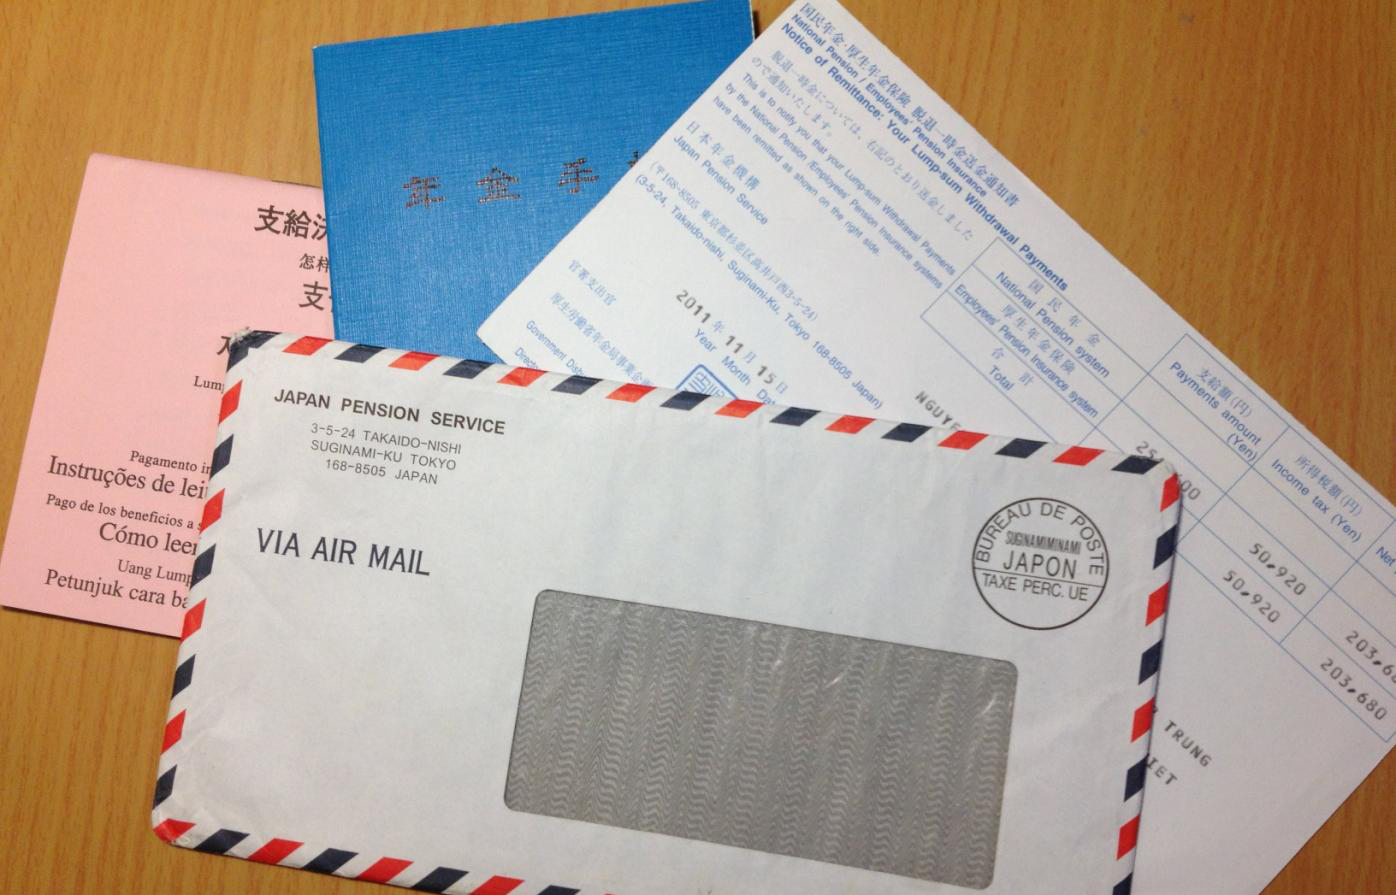 支給決
怎样
支
Lum
Pagamento in
Instruções de lei
Pago de los beneficios a s
Cómo leer
Uang Lump
Petunjuk cara ba
年金手
国民年金・厚生年金保険 脱退一時金送金通知書
National Pension / Employees' Pension Insurance
Notice of Remittance: Your Lump-sum Withdrawal Payments
脱退一時金については、右記のとおり送金しました
ので通知いたします。
This is to notify you that your Lump-sum Withdrawal Payments
by the National Pension /Employees' Pension Insurance systems
have been remitted as shown on the right side.
日本年金機構
Japan Pension Service
(〒168-8505 東京都杉並区高井戸西3-5-24)
(3-5-24, Takaido-nishi, Suginami-Ku, Tokyo 168-8505 Japan)
官署支出官
厚生労働省年金局事業企画
Government Disb
Directo
2011 年 11 月 15 日
Year Month Da
NGUYE
国民年金
National Pension system
厚生年金保険
Employees' Pension Insurance system
合計
Total
支給額(円)
Payments amount
(Yen)
所得税額(円)
Income tax (Yen)
Net
600
50,920
50,920
203,68
203,680
TRUNG
IET
JAPAN PENSION SERVICE
3-5-24 TAKAIDO-NISHI
SUGINAMI-KU TOKYO
168-8505 JAPAN
VIA AIR MAIL
BUREAU DE POSTE
SUGINAMIMINAMI
JAPON
TAXE PERC. UE